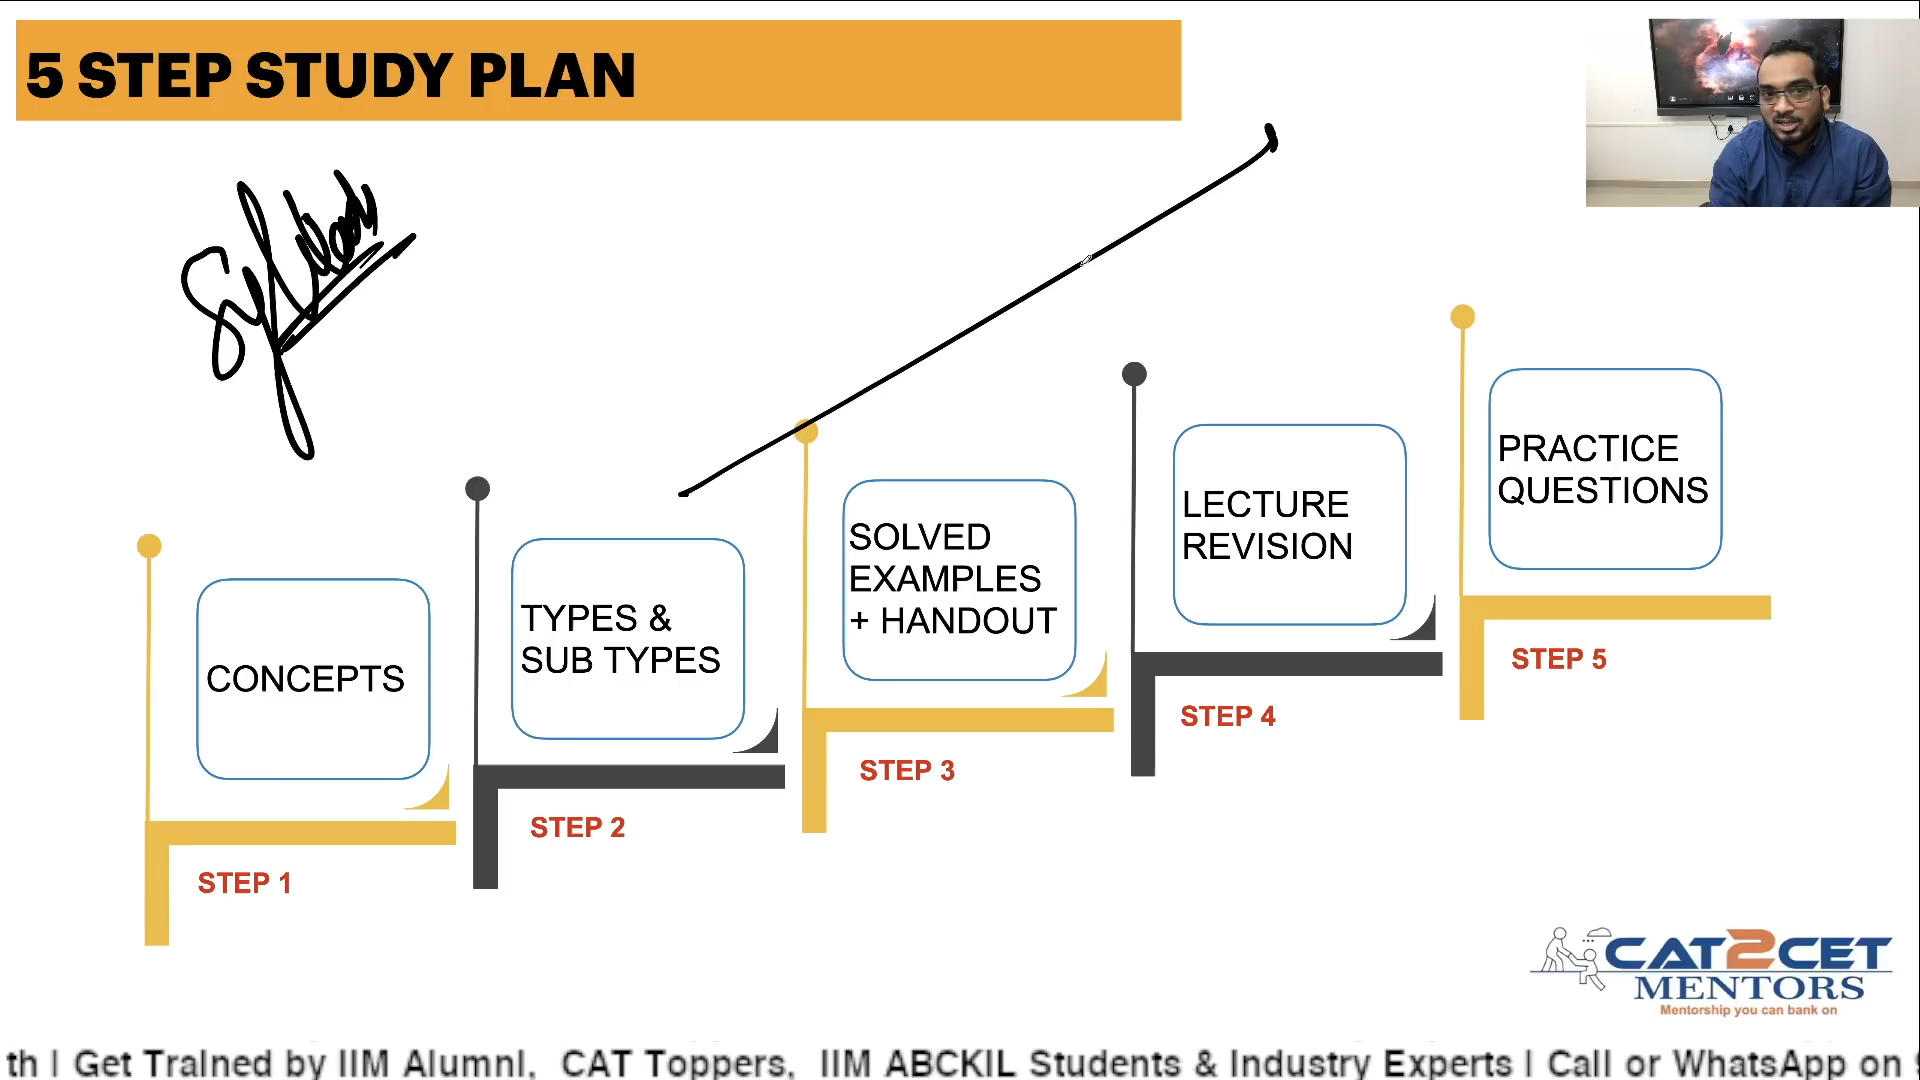 5 STEP STUDY PLAN
Syllabus
CONCEPTS
STEP 1
TYPES &
SUB TYPES
STEP 2
SOLVED
EXAMPLES
+ HANDOUT
STEP 3
LECTURE
REVISION
STEP 4
PRACTICE
QUESTIONS
STEP 5
CAT2CET
MENTORS
Mentorship you can bank on
th | Get TraIned by IIM AlumnI, CAT Toppers, IIM ABCKIL Students & Industry Experts | Call or WhatsApp on